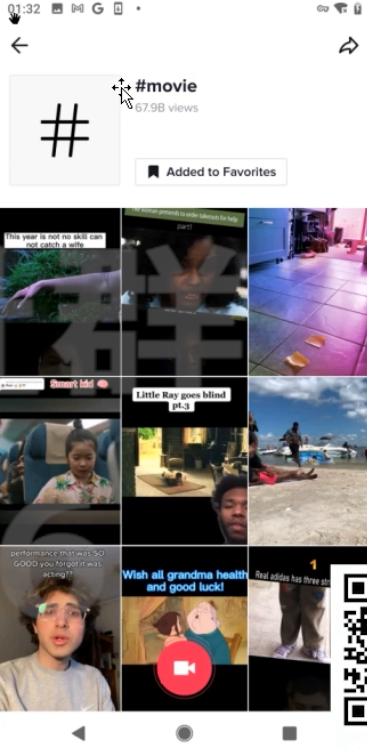 01:32
#movie
67.9B views
Added to Favorites
This year is not no skill can
not catch a wife
part1
Smart kid
Little Ray goes blind
pt.3
performance that was SO
GOOD you forgot it was
acting??
Wish all grandma health
and good luck!
1
Real adidas has three str